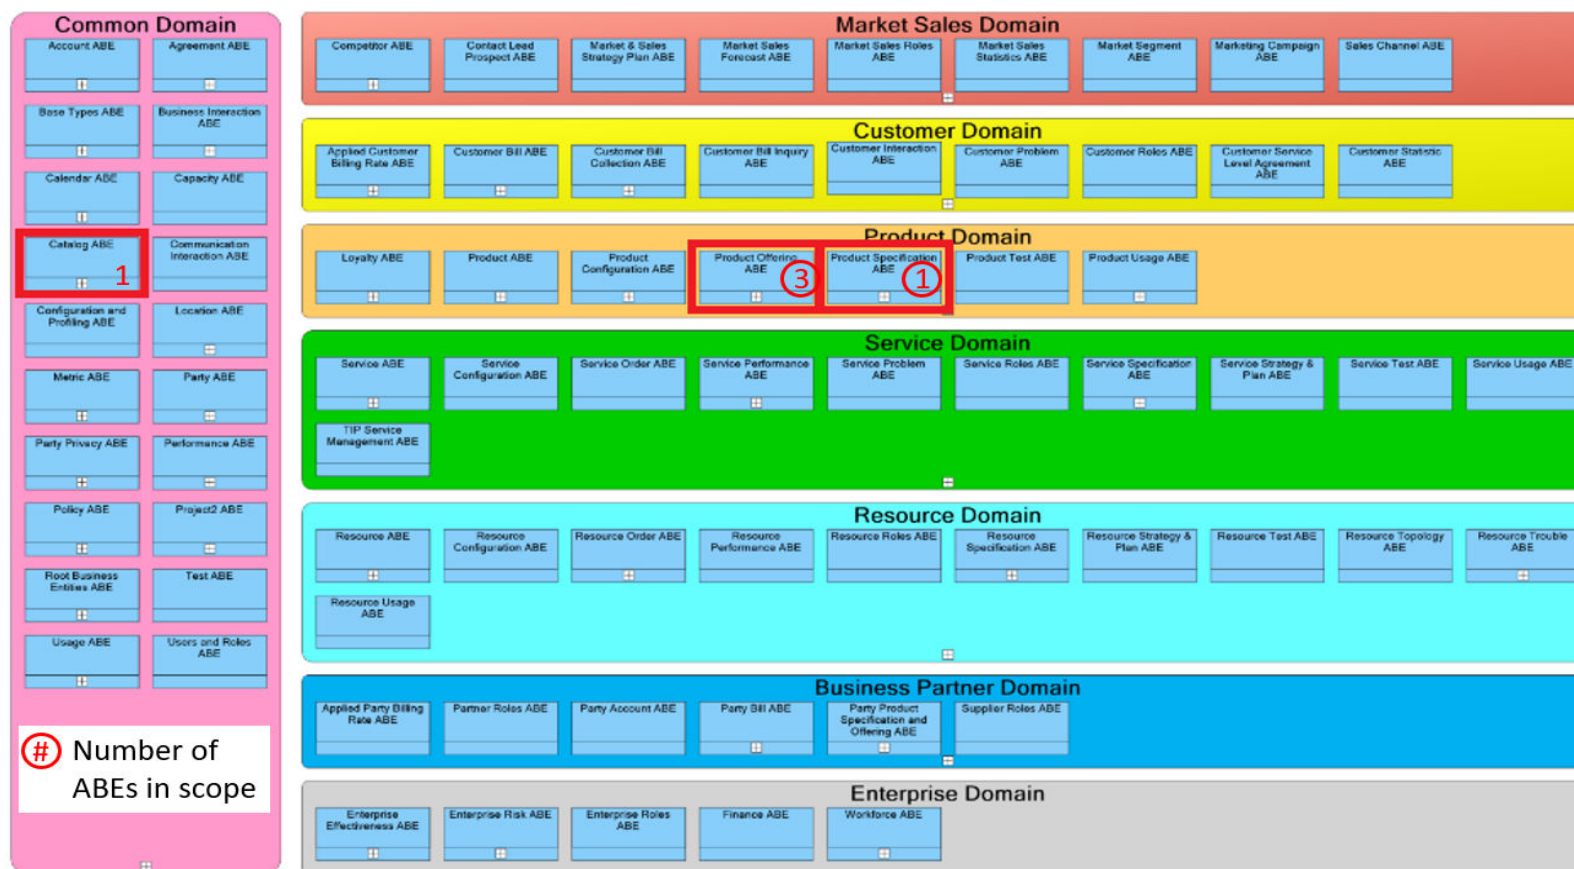 Common Domain
Account ABE
Agreement ABE
Base Types ABE
Business Interaction
ABE
Calendar ABE
Capacity ABE
Catalog ABE
1
Communication
Interaction ABE
Configuration and
Profiling ABE
Location ABE
Metric ABE
Party ABE
Party Privacy ABE
Performance ABE
Policy ABE
Project2 ABE
Root Business
Entities ABE
Test ABE
Usage ABE
Users and Roles
ABE
# Number of
ABEs in scope
Market Sales Domain
Competitor ABE
Contact Lead
Prospect ABE
Market & Sales
Strategy Plan ABE
Market Sales
Forecast ABE
Market Sales Roles
ABE
Market Sales
Statistics ABE
Market Segment
ABE
Marketing Campaign
ABE
Sales Channel ABE
Customer Domain
Applied Customer
Billing Rate ABE
Customer Bill ABE
Customer Bill
Collection ABE
Customer Bill Inquiry
ABE
Customer Interaction
ABE
Customer Problem
ABE
Customer Roles ABE
Customer Service
Level Agreement
ABE
Customer Statistic
ABE
Product Domain
Loyalty ABE
Product ABE
Product
Configuration ABE
Product Offering
ABE
3
Product Specification
ABE
1
Product Test ABE
Product Usage ABE
Service Domain
Service ABE
Service
Configuration ABE
Service Order ABE
Service Performance
ABE
Service Problem
ABE
Service Roles ABE
Service Specification
ABE
Service Strategy &
Plan ABE
Service Test ABE
Service Usage ABE
TIP Service
Management ABE
Resource Domain
Resource ABE
Resource
Configuration ABE
Resource Order ABE
Resource
Performance ABE
Resource Roles ABE
Resource
Specification ABE
Resource Strategy &
Plan ABE
Resource Test ABE
Resource Topology
ABE
Resource Trouble
ABE
Resource Usage
ABE
Business Partner Domain
Applied Party Billing
Rate ABE
Partner Roles ABE
Party Account ABE
Party Bill ABE
Party Product
Specification and
Offering ABE
Supplier Roles ABE
Enterprise Domain
Enterprise
Effectiveness ABE
Enterprise Risk ABE
Enterprise Roles
ABE
Finance ABE
Workforce ABE